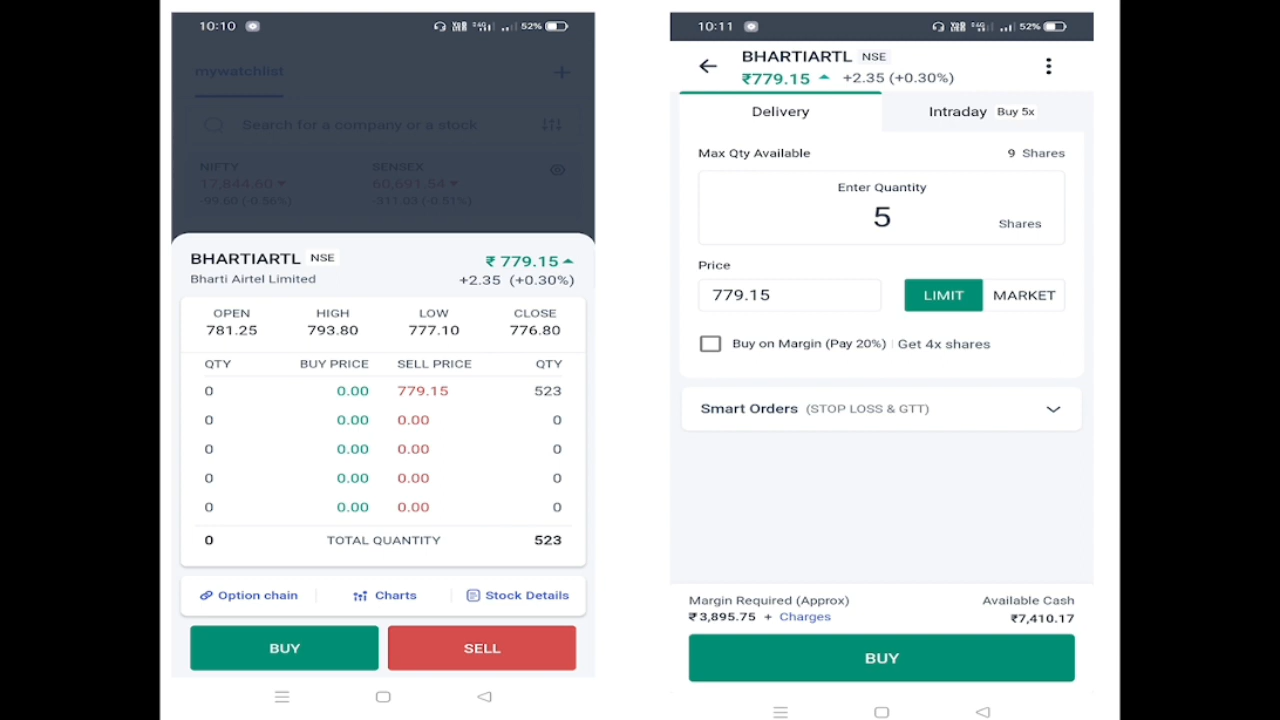 10:10 52%
mywatchlist +
Search for a company or a stock
NIFTY SENSEX
17,844.60 ▼ 60,691.54 ▼
-99.60 (-0.56%) -311.03 (-0.51%)
BHARTIARTL NSE ₹ 779.15
Bharti Airtel Limited +2.35 (+0.30%)
OPEN HIGH LOW CLOSE
781.25 793.80 777.10 776.80
QTY BUY PRICE SELL PRICE QTY
0 0.00 779.15 523
0 0.00 0.00 0
0 0.00 0.00 0
0 0.00 0.00 0
0 0.00 0.00 0
0 TOTAL QUANTITY 523
Option chain Charts Stock Details
BUY SELL
10:11 52%
BHARTIARTL NSE
₹779.15 +2.35 (+0.30%)
Delivery Intraday Buy 5x
Max Qty Available 9 Shares
Enter Quantity
5
Shares
Price
779.15 LIMIT MARKET
Buy on Margin (Pay 20%) | Get 4x shares
Smart Orders (STOP LOSS & GTT)
Margin Required (Approx) Available Cash
₹3,895.75 + Charges ₹7,410.17
BUY